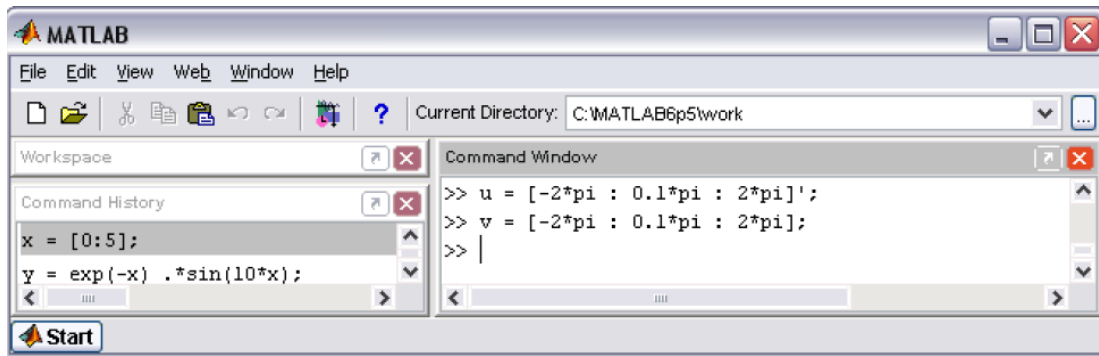 MATLAB
File Edit View Web Window Help
? Current Directory: C:\MATLAB6p5\work ...
Workspace
Command History
x = [0:5];
y = exp(-x) .*sin(10*x);
Command Window
>> u = [-2*pi : 0.1*pi : 2*pi]';
>> v = [-2*pi : 0.1*pi : 2*pi];
>>
Start